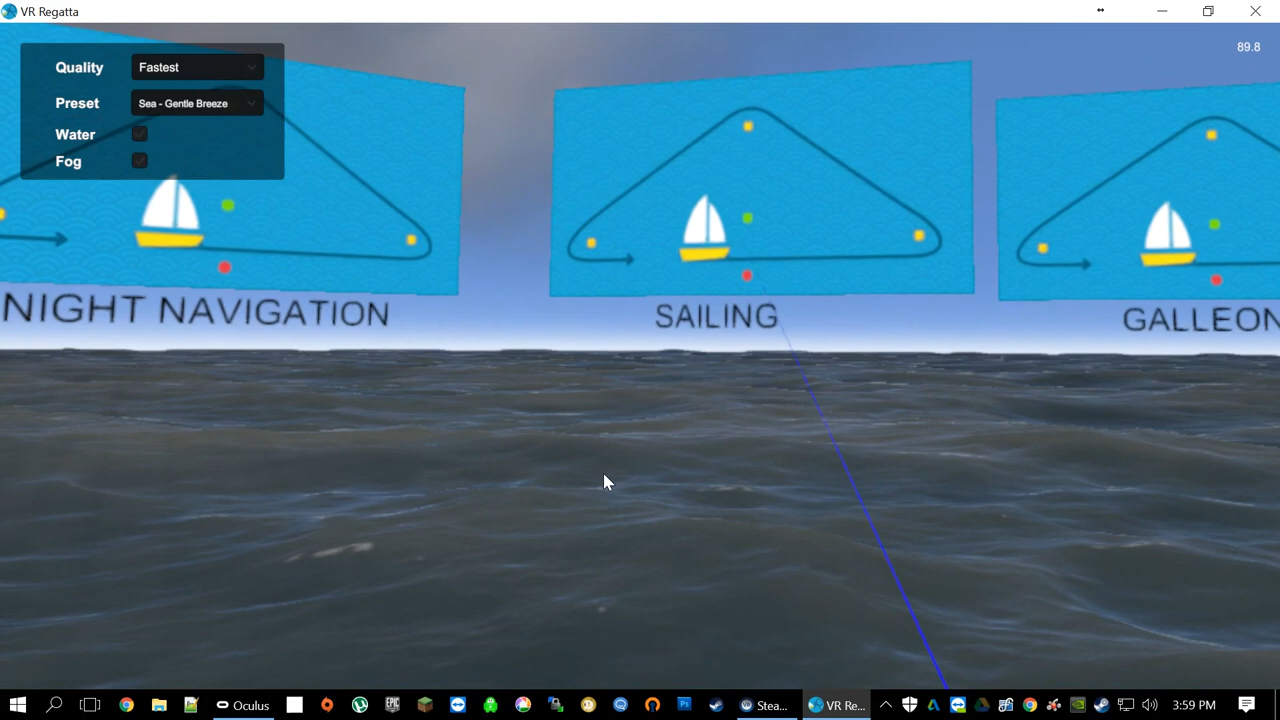 VR Regatta
89.8
Quality Fastest
Preset Sea - Gentle Breeze
Water
Fog
NIGHT NAVIGATION
SAILING
GALLEON
Oculus
EPIC
Stea...
VR Re...
3:59 PM